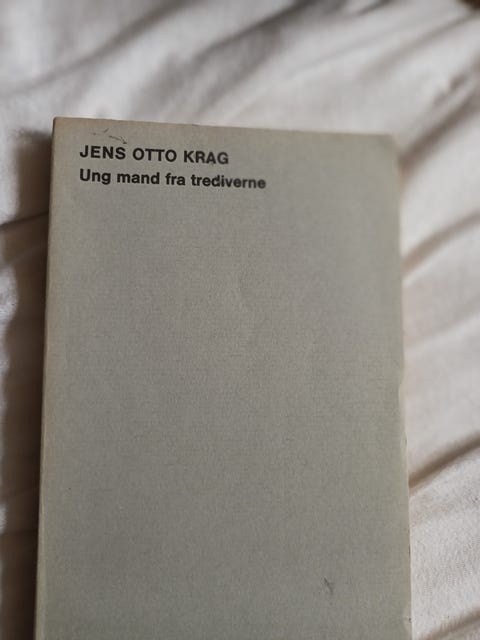 JENS OTTO KRAG
Ung mand fra trediverne